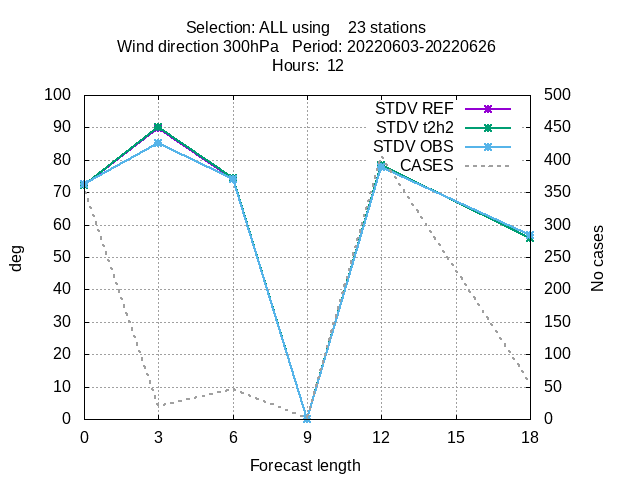 Selection: ALL using 23 stations
Wind direction 300hPa Period: 20220603-20220626
Hours: 12
100 500
90 450
80 400
70 350
60 300
50 250
40 200
30 150
20 100
10 50
0 0
STDV REF
STDV t2h2
STDV OBS
CASES
deg
No cases
0 3 6 9 12 15 18
Forecast length